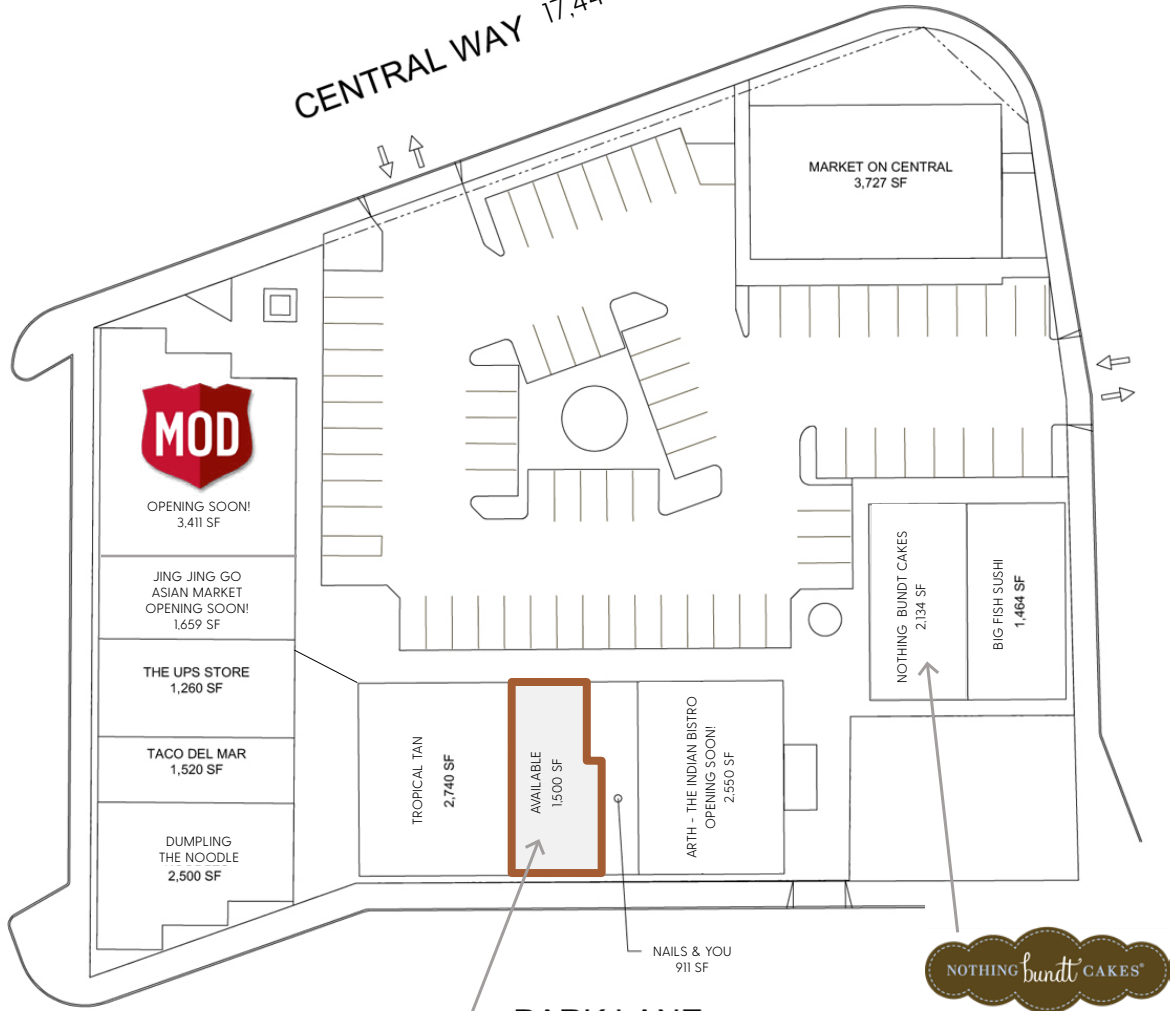 CENTRAL WAY
MARKET ON CENTRAL
3,727 SF
MOD
OPENING SOON!
3,411 SF
JING JING GO
ASIAN MARKET
OPENING SOON!
1,659 SF
THE UPS STORE
1,260 SF
TACO DEL MAR
1,520 SF
DUMPLING
THE NOODLE
2,500 SF
TROPICAL TAN
2,740 SF
AVAILABLE
1,500 SF
ARTH - THE INDIAN BISTRO
OPENING SOON!
2,550 SF
NOTHING BUNDT CAKES
2,134 SF
BIG FISH SUSHI
1,464 SF
NAILS & YOU
911 SF
NOTHING bundt CAKES®
PARK LANE